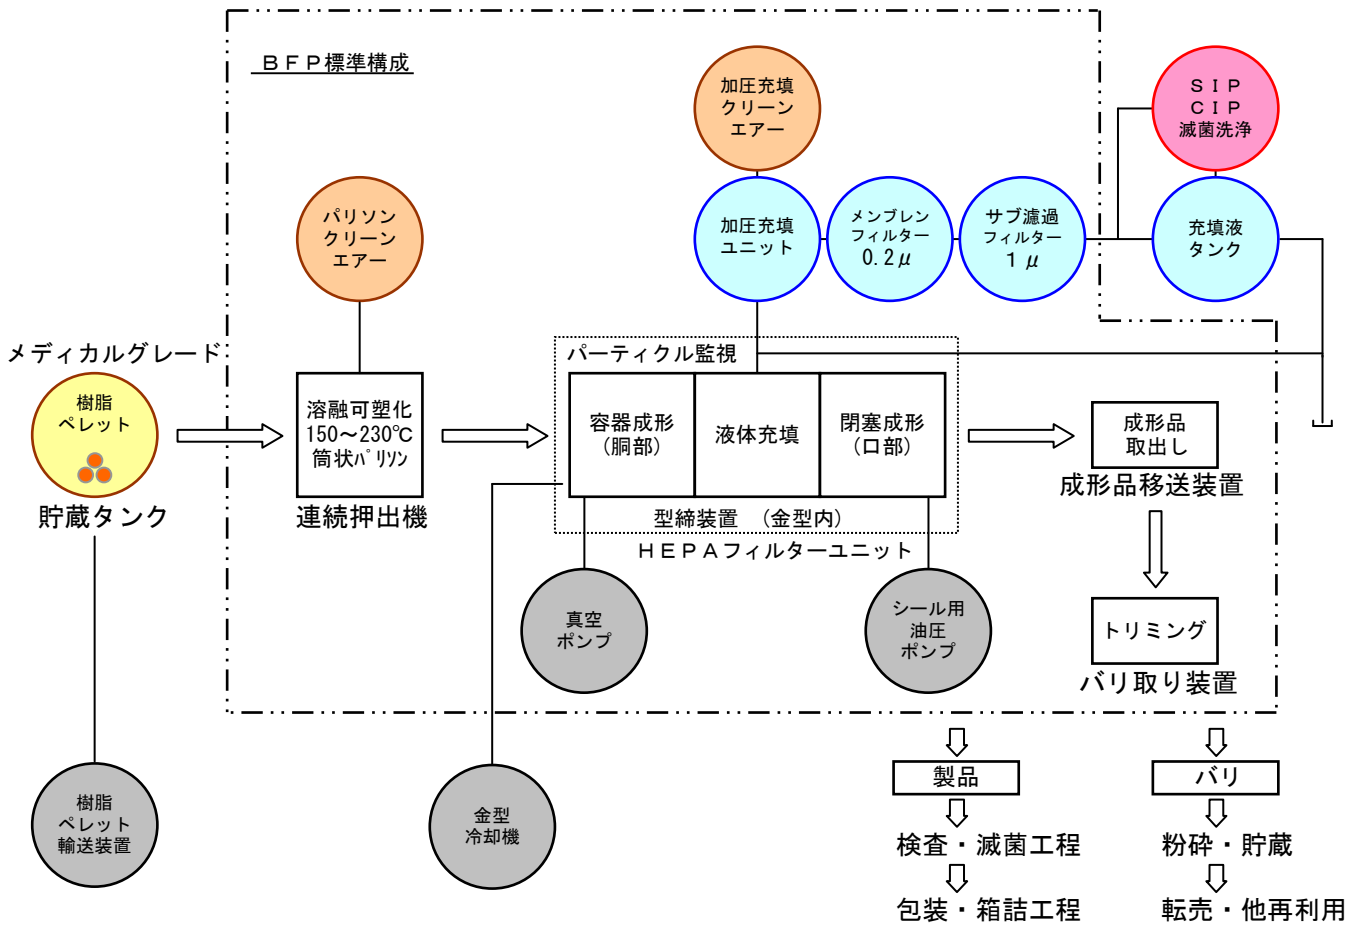 ＢＦＰ標準構成
加圧充填
クリーン
エアー
ＳＩＰ
ＣＩＰ
滅菌洗浄
パリソン
クリーン
エアー
加圧充填
ユニット
メンブレン
フィルター
0.2μ
サブ濾過
フィルター
1 μ
充填液
タンク
メディカルグレード
樹脂
ペレット
貯蔵タンク
溶融可塑化
150～230℃
筒状ﾊﾟﾘｿﾝ
連続押出機
パーティクル監視
容器成形
(胴部)
液体充填
閉塞成形
(口部)
型締装置　（金型内）
ＨＥＰＡフィルターユニット
成形品
取出し
成形品移送装置
真空
ポンプ
シール用
油圧
ポンプ
トリミング
バリ取り装置
樹脂
ペレット
輸送装置
金型
冷却機
製品
検査・滅菌工程
包装・箱詰工程
バリ
粉砕・貯蔵
転売・他再利用